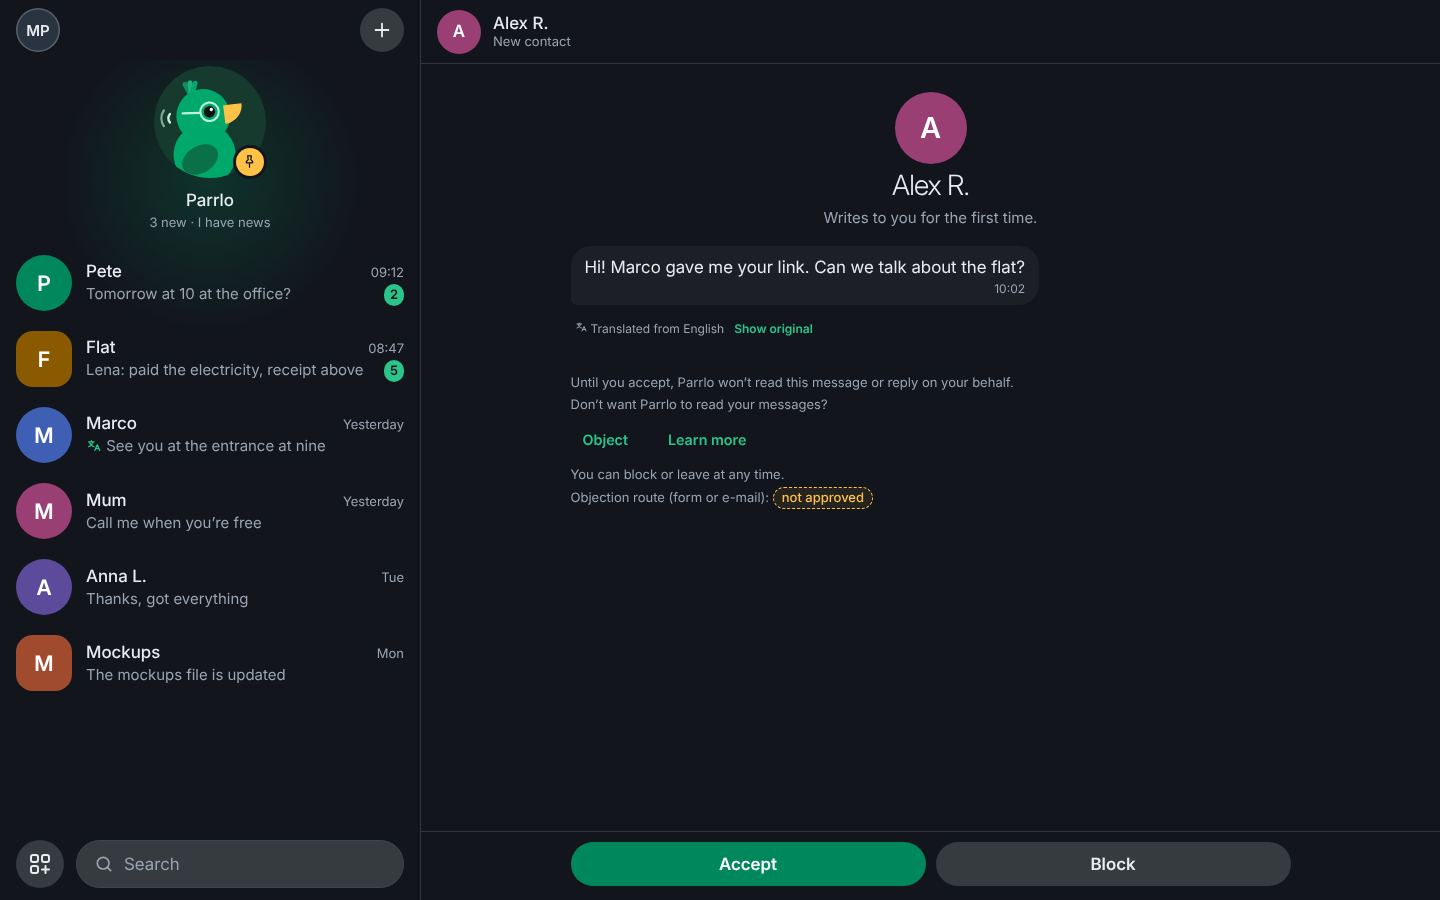 MP
Parrlo
3 new · I have news
P
Pete
09:12
Tomorrow at 10 at the office?
2
F
Flat
08:47
Lena: paid the electricity, receipt above
5
M
Marco
Yesterday
See you at the entrance at nine
M
Mum
Yesterday
Call me when you’re free
A
Anna L.
Tue
Thanks, got everything
M
Mockups
Mon
The mockups file is updated
Search
A
Alex R.
New contact
A
Alex R.
Writes to you for the first time.
Hi! Marco gave me your link. Can we talk about the flat?
10:02
Translated from English Show original
Until you accept, Parrlo won’t read this message or reply on your behalf.
Don’t want Parrlo to read your messages?
Object Learn more
You can block or leave at any time.
Objection route (form or e-mail): not approved
Accept Block